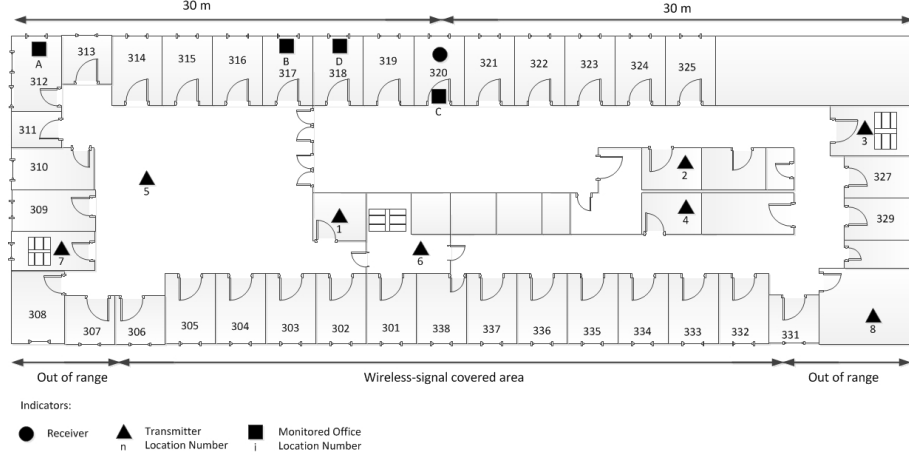 30 m
30 m
A
312
313
314
315
316
B
317
D
318
319
320
C
321
322
323
324
325
311
3
310
5
2
327
309
1
4
329
7
6
308
307
306
305
304
303
302
301
338
337
336
335
334
333
332
331
8
Out of range
Wireless-signal covered area
Out of range
Indicators:
Receiver
Transmitter
n Location Number
Monitored Office
i Location Number